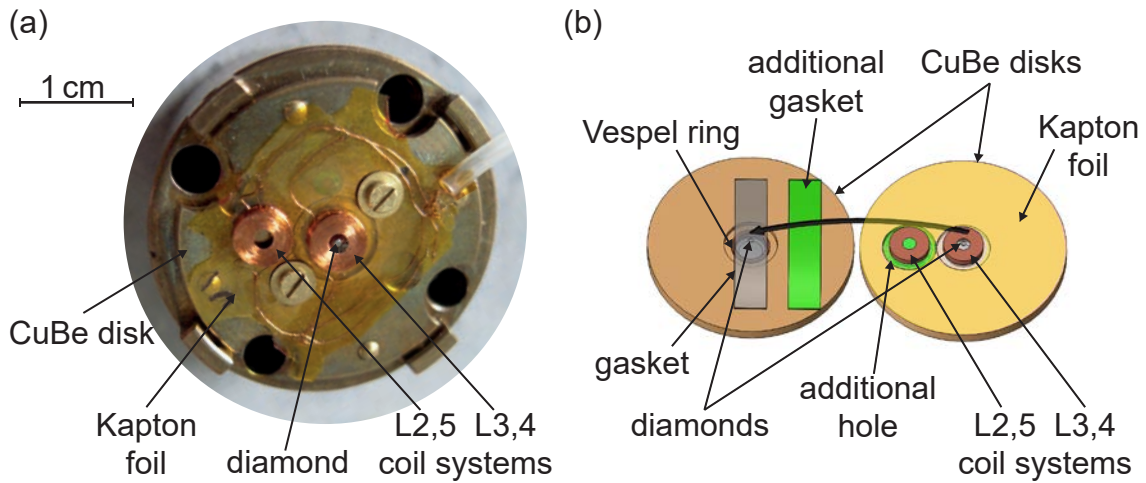 (a)
1 cm
CuBe disk
Kapton
foil
diamond
L2,5 L3,4
coil systems
(b)
additional
gasket
CuBe disks
Vespel ring
Kapton
foil
gasket
diamonds
additional
hole
L2,5 L3,4
coil systems